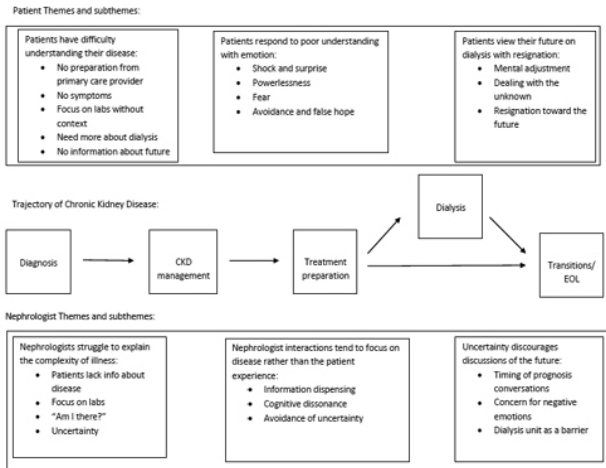 Patient Themes and subthemes:
Patients have difficulty
understanding their disease:
• No preparation from
primary care provider
• No symptoms
• Focus on labs without
context
• Need more about dialysis
• No information about future
Patients respond to poor understanding
with emotion:
• Shock and surprise
• Powerlessness
• Fear
• Avoidance and false hope
Patients view their future on
dialysis with resignation:
• Mental adjustment
• Dealing with the
unknown
• Resignation toward the
future
Trajectory of Chronic Kidney Disease:
Diagnosis
CKD
management
Treatment
preparation
Dialysis
Transitions/
EOL
Nephrologist Themes and subthemes:
Nephrologists struggle to explain
the complexity of illness:
• Patients lack info about
disease
• Focus on labs
• “Am I there?”
• Uncertainty
Nephrologist interactions tend to focus on
disease rather than the patient
experience:
• Information dispensing
• Cognitive dissonance
• Avoidance of uncertainty
Uncertainty discourages
discussions of the future:
• Timing of prognosis
conversations
• Concern for negative
emotions
• Dialysis unit as a barrier